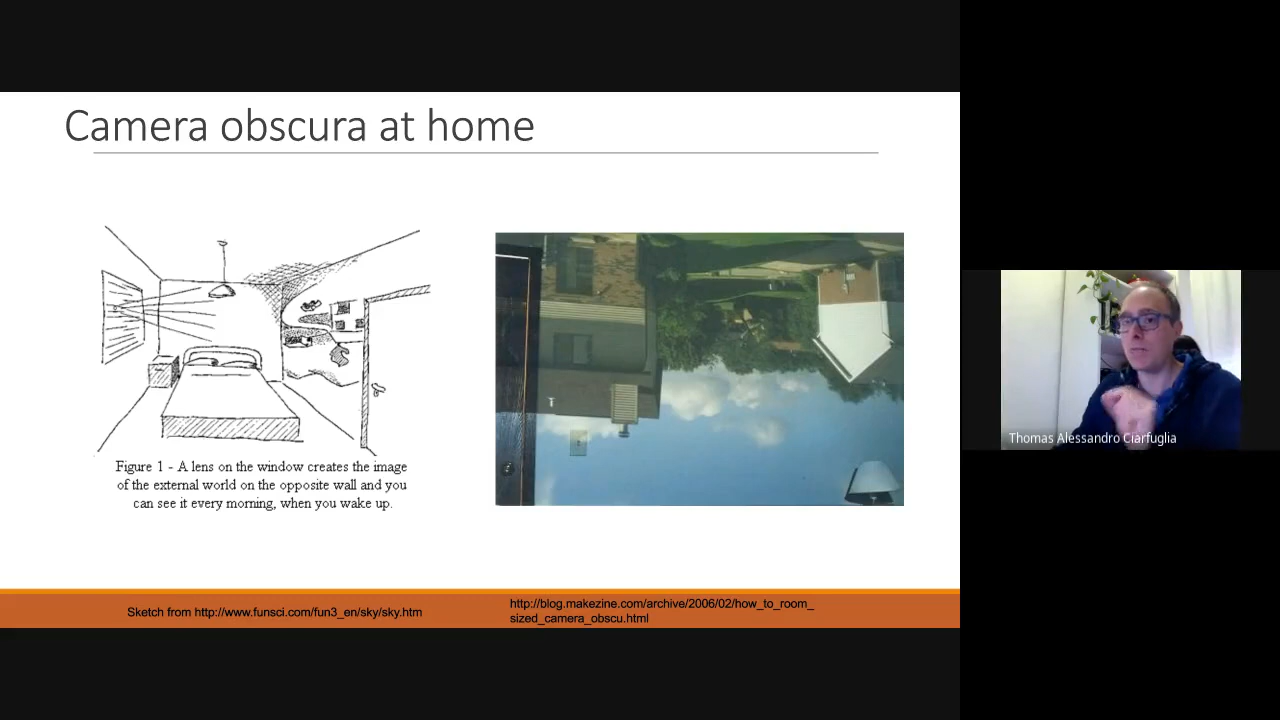 Camera obscura at home
Figure 1 - A lens on the window creates the image
of the external world on the opposite wall and you
can see it every morning, when you wake up.
Sketch from http://www.funsci.com/fun3_en/sky/sky.htm
http://blog.makezine.com/archive/2006/02/how_to_room_
sized_camera_obscu.html
Thomas Alessandro Ciarfuglia